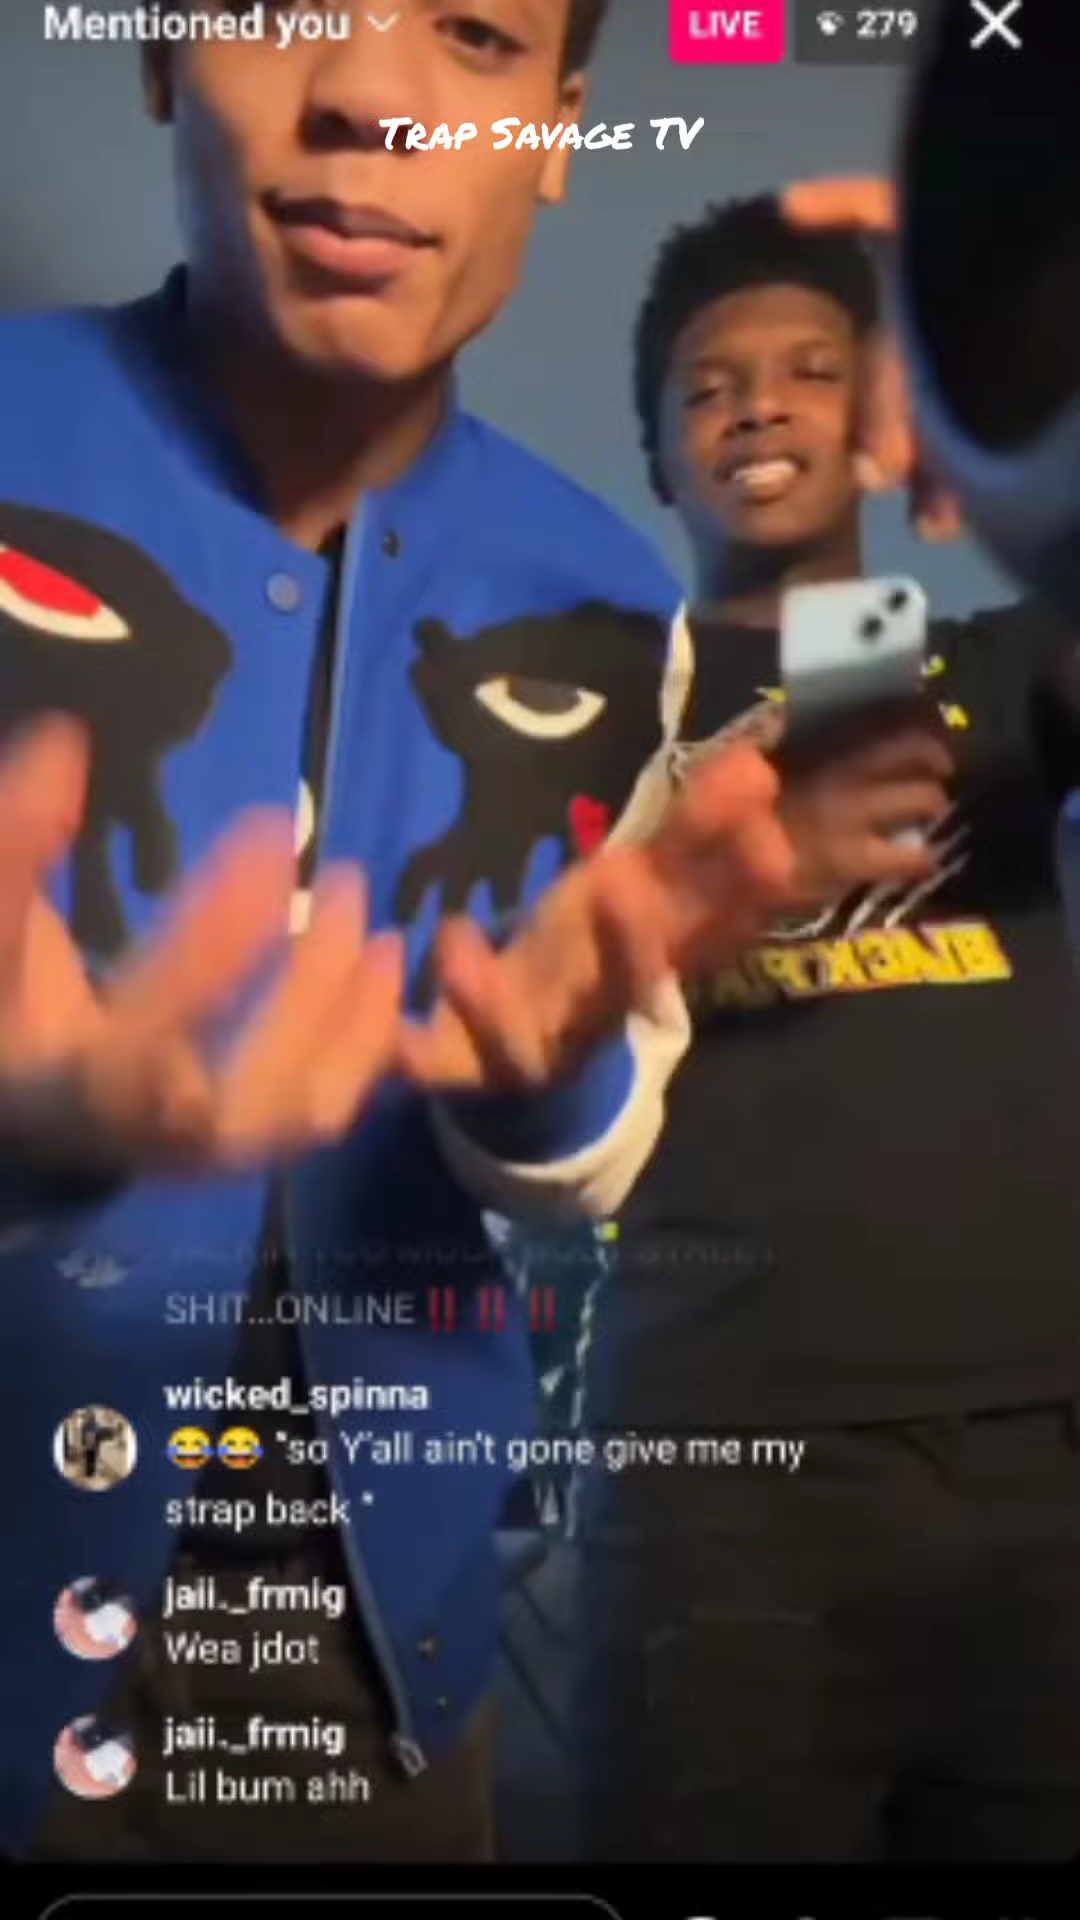 Mentioned you
LIVE
279
TRAP SAVAGE TV
SHIT...ONLINE ‼️ ‼️ ‼️
wicked_spinna
😂😂 "so Y'all ain't gone give me my
strap back "
jaii._frmig
Wea jdot
jaii._frmig
Lil bum ahh